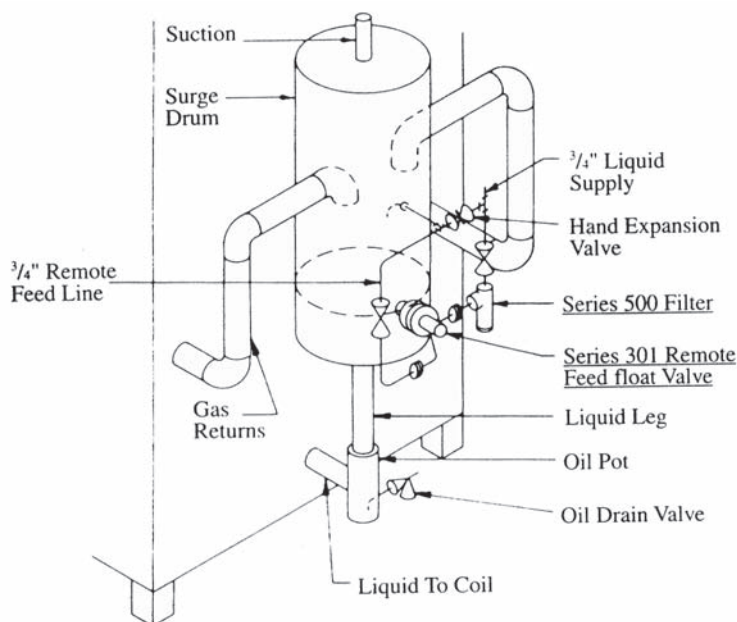 Suction
Surge
Drum
¾" Liquid
Supply
Hand Expansion
Valve
¾" Remote
Feed Line
Series 500 Filter
Series 301 Remote
Feed float Valve
Gas
Returns
Liquid Leg
Oil Pot
Oil Drain Valve
Liquid To Coil